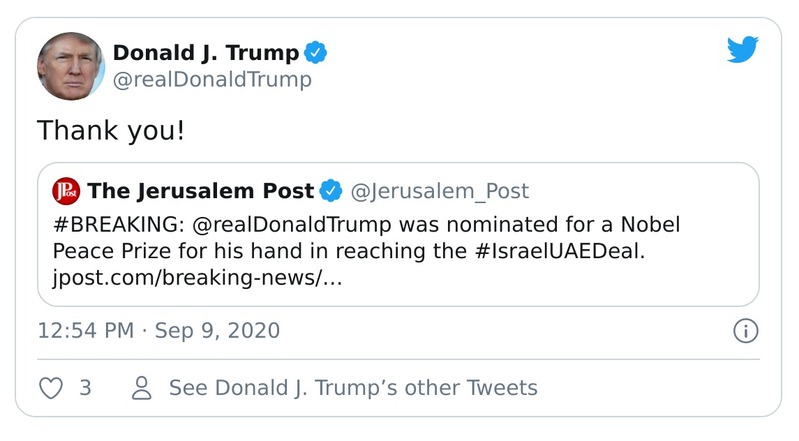 Donald J. Trump
@realDonaldTrump
Thank you!
JPost
The Jerusalem Post @Jerusalem_Post
#BREAKING: @realDonaldTrump was nominated for a Nobel
Peace Prize for his hand in reaching the #IsraelUAEDeal.
jpost.com/breaking-news/…
12:54 PM · Sep 9, 2020
3 See Donald J. Trump’s other Tweets